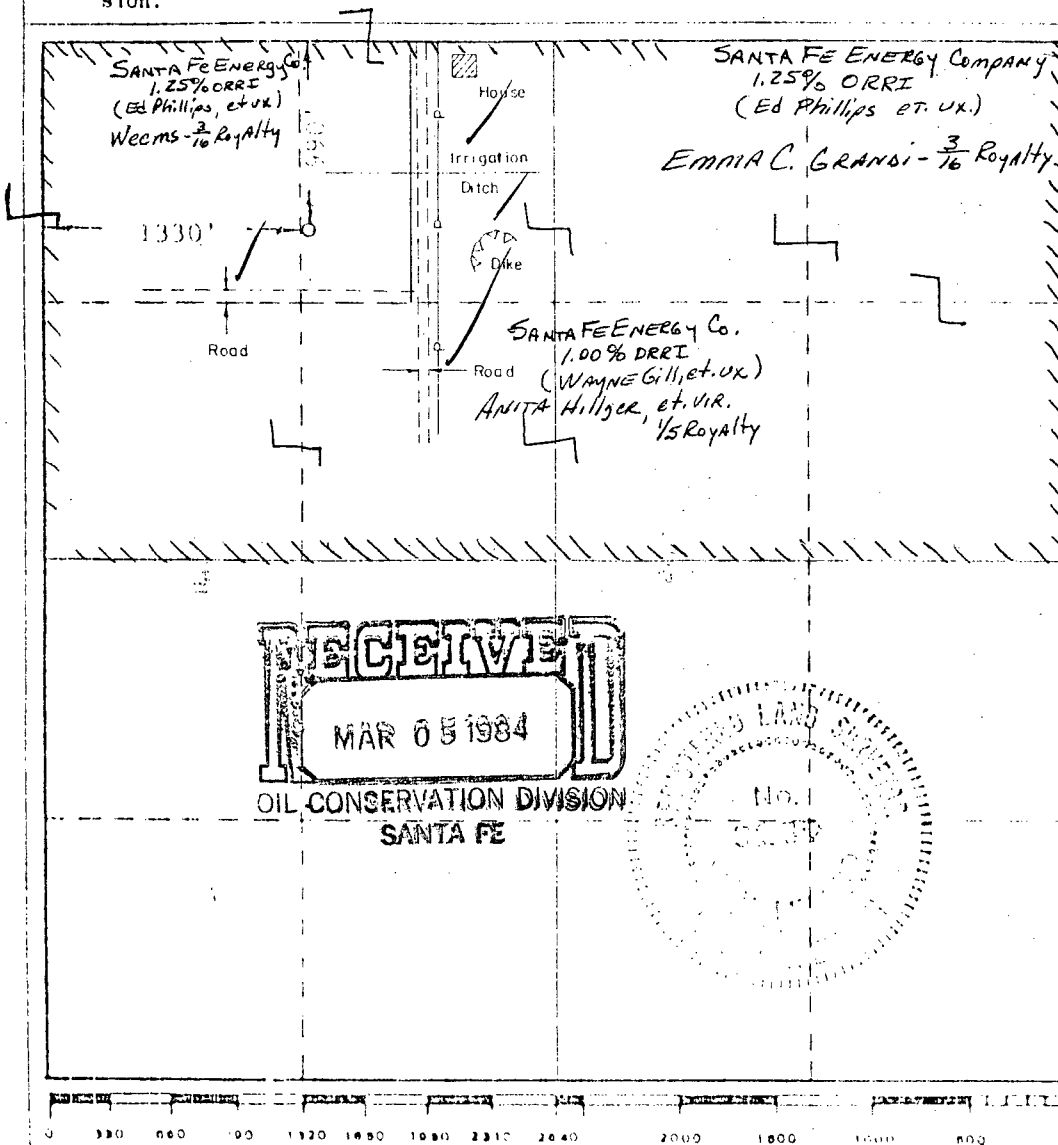 sion.
SANTA FE ENERGY Co.
1.25% ORRI
(Ed Phillips, et ux)
Weems - 3/16 Royalty
House
SANTA FE ENERGY COMPANY
1.25% ORRI
(Ed Phillips et. ux.)
EMMA C. GRANDI - 3/16 Royalty
Irrigation
Ditch
1330'
Dike
Road
SANTA FE ENERGY Co.
1.00% ORRI
(WAYNE Gill, et. ux)
ANITA Hillger, et. VIR.
1/5 Royalty
Road
RECEIVED
MAR 05 1984
OIL CONSERVATION DIVISION
SANTA FE
LAND
No.
0 330 660 90 1320 1650 1980 2310 2640 2000 1500 1000 500